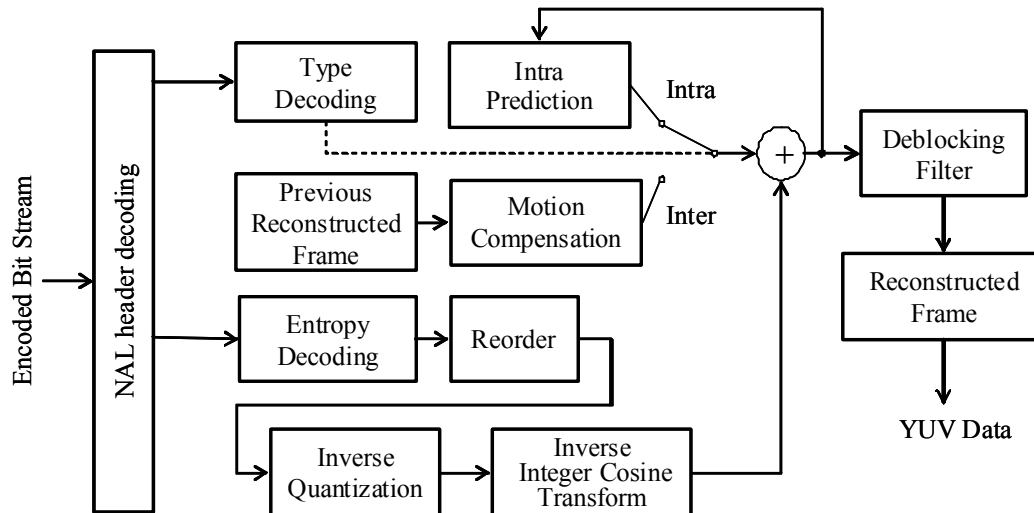 Encoded Bit Stream
NAL header decoding
Type
Decoding
Intra
Prediction
Intra
+
Deblocking
Filter
Previous
Reconstructed
Frame
Motion
Compensation
Inter
Reconstructed
Frame
Entropy
Decoding
Reorder
YUV Data
Inverse
Quantization
Inverse
Integer Cosine
Transform